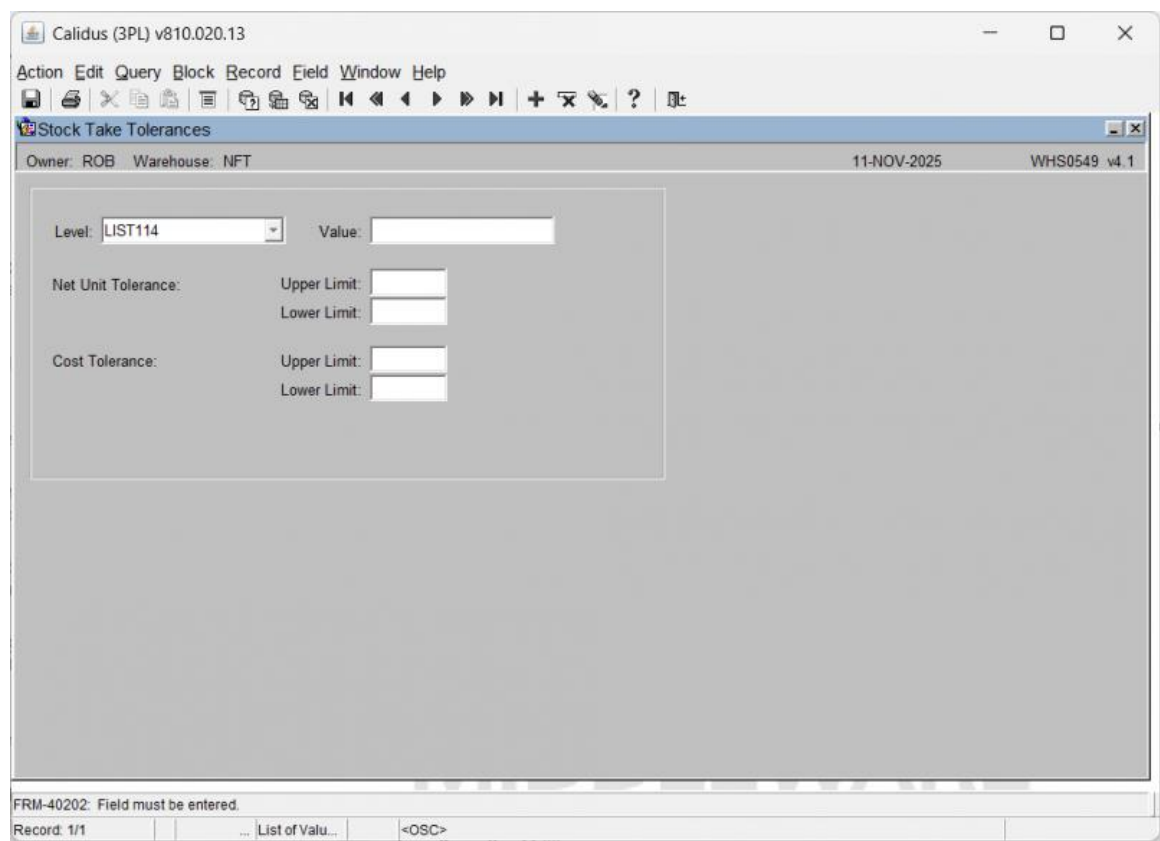 Calidus (3PL) v810.020.13
Action Edit Query Block Record Field Window Help
Stock Take Tolerances
Owner: ROB Warehouse: NFT 11-NOV-2025 WHS0549 v4.1
Level: LIST114 Value:
Net Unit Tolerance: Upper Limit:
Lower Limit:
Cost Tolerance: Upper Limit:
Lower Limit:
FRM-40202: Field must be entered.
Record: 1/1 ... List of Valu... <OSC>